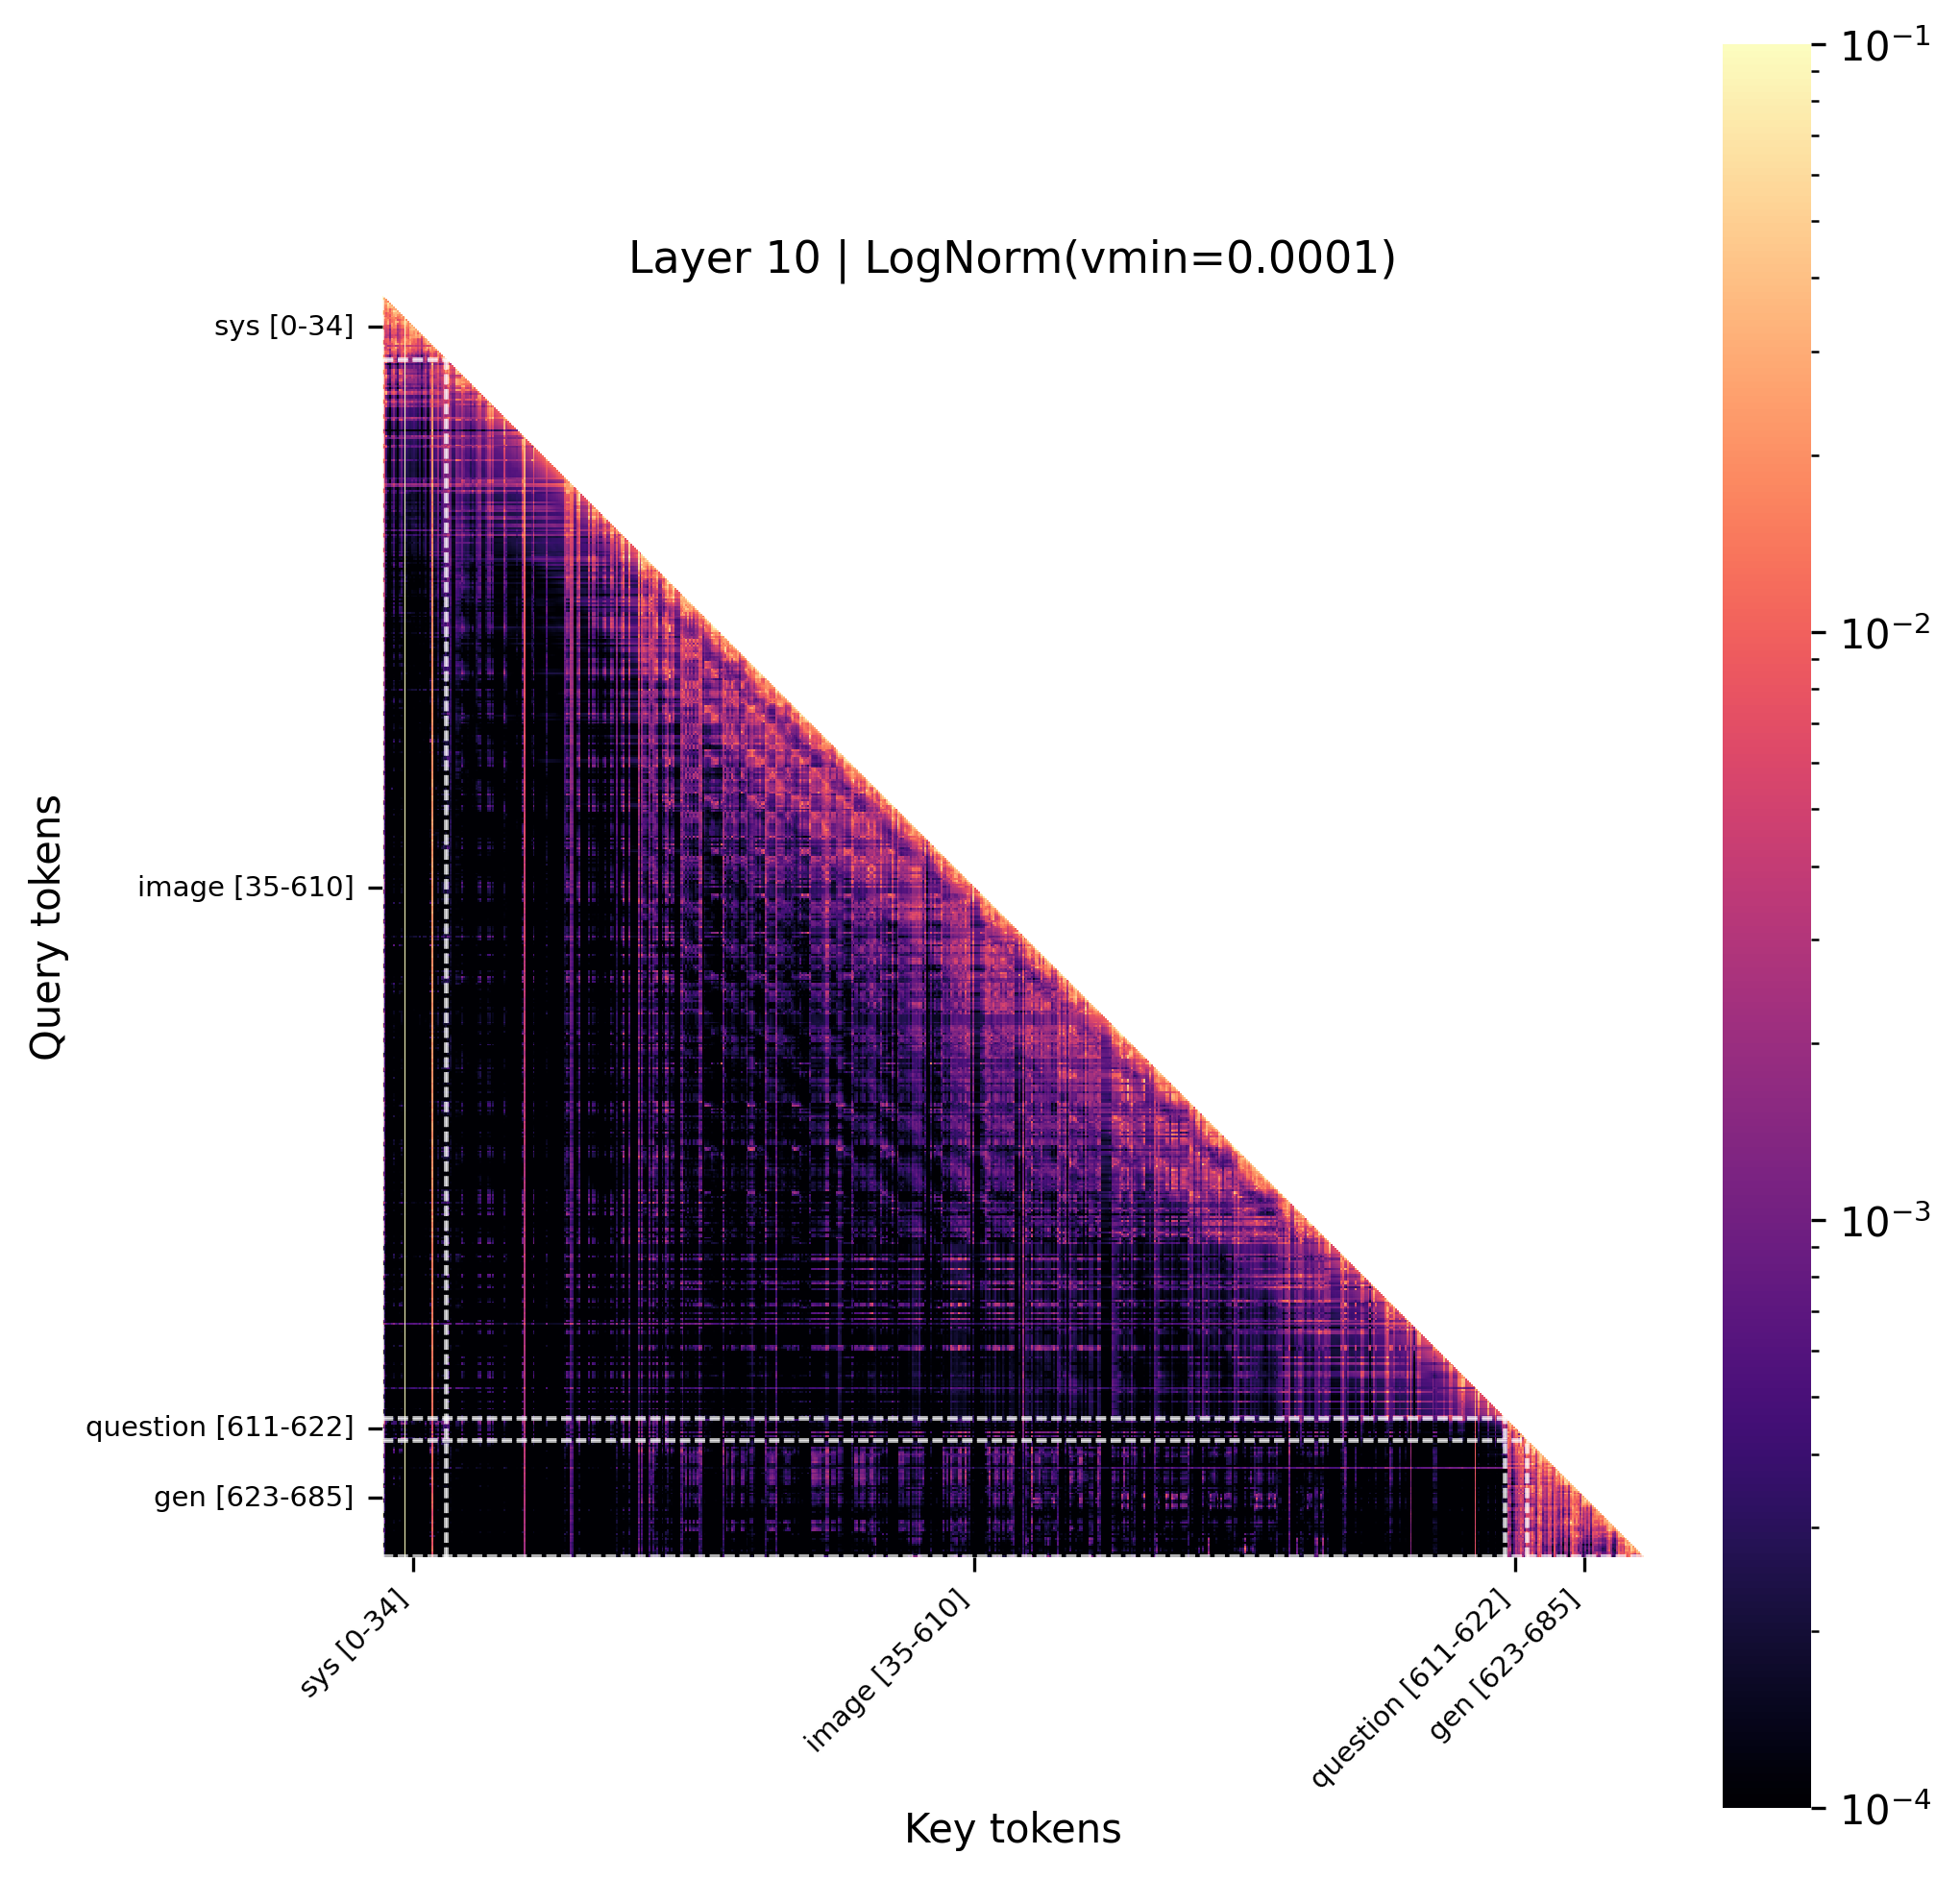 Layer 10 | LogNorm(vmin=0.0001)
Query tokens
sys [0-34]
image [35-610]
question [611-622]
gen [623-685]
sys [0-34]
image [35-610]
question [611-622]
gen [623-685]
Key tokens
10⁻¹
10⁻²
10⁻³
10⁻⁴